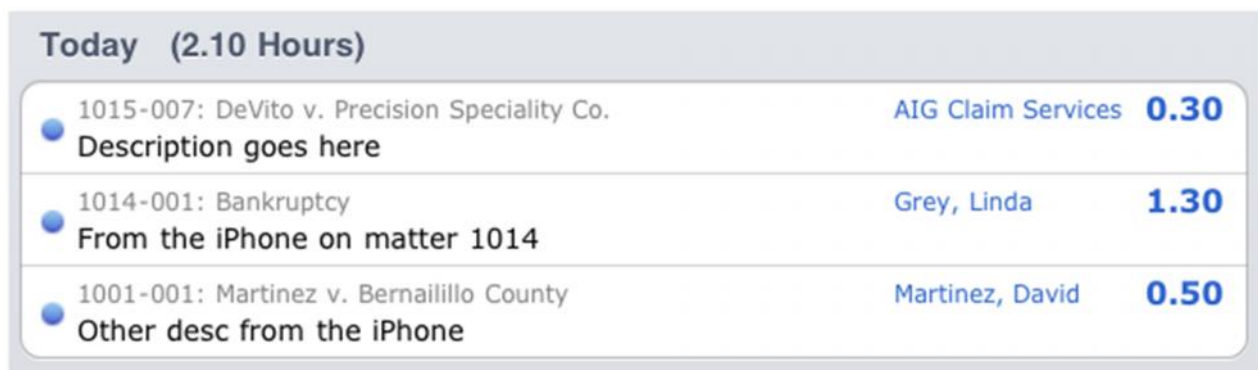 Today (2.10 Hours)
1015-007: DeVito v. Precision Speciality Co. AIG Claim Services 0.30
Description goes here
1014-001: Bankruptcy Grey, Linda 1.30
From the iPhone on matter 1014
1001-001: Martinez v. Bernailillo County Martinez, David 0.50
Other desc from the iPhone